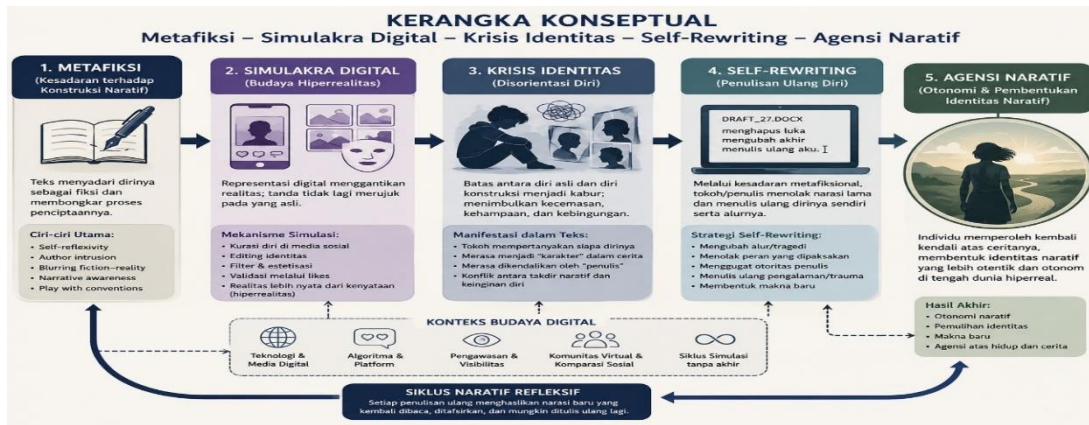 KERANGKA KONSEPTUAL
Metafiksi – Simulakra Digital – Krisis Identitas – Self-Rewriting – Agensi Naratif
1. METAFIKSI
(Kesadaran terhadap
Konstruksi Naratif)
Teks menyadari dirinya
sebagai fiksi dan
membongkar proses
penciptaannya.
Ciri-ciri Utama:
• Self-reflexivity
• Author intrusion
• Blurring fiction–reality
• Narrative awareness
• Play with conventions
2. SIMULAKRA DIGITAL
(Budaya Hiperrealitas)
Representasi digital menggantikan
realitas; tanda tidak lagi merujuk
pada yang asli.
Mekanisme Simulasi:
• Kurasi diri di media sosial
• Editing identitas
• Filter & estetisasi
• Validasi melalui likes
• Realitas lebih nyata dari kenyataan
(hiperrealitas)
3. KRISIS IDENTITAS
(Disorientasi Diri)
Batas antara diri asli dan diri
konstruksi menjadi kabur;
menimbulkan kecemasan,
kehampaan, dan kebingungan.
Manifestasi dalam Teks:
• Tokoh mempertanyakan siapa dirinya
• Merasa menjadi "karakter" dalam cerita
• Merasa dikendalikan oleh "penulis"
• Konflik antara takdir naratif dan
keinginan diri
4. SELF-REWRITING
(Penulisan Ulang Diri)
DRAFT_27.DOCX
menghapus luka
mengubah akhir
menulis ulang aku.
Melalui kesadaran metafiksional,
tokoh/penulis menolak narasi lama
dan menulis ulang dirinya sendiri
serta alurnya.
Strategi Self-Rewriting:
• Mengubah alur/tragedi
• Menolak peran yang dipaksakan
• Menggugat otoritas penulis
• Menulis ulang pengalaman/trauma
• Membentuk makna baru
5. AGENSI NARATIF
(Otonomi & Pembentukan
Identitas Naratif)
Individu memperoleh kembali
kendali atas ceritanya,
membentuk identitas naratif
yang lebih otentik dan otonom
di tengah dunia hiperreal.
Hasil Akhir:
• Otonomi naratif
• Pemulihan identitas
• Makna baru
• Agensi atas hidup dan cerita
KONTEKS BUDAYA DIGITAL
Teknologi &
Media Digital
Algoritma &
Platform
Pengawasan &
Visibilitas
Komunitas Virtual &
Komparasi Sosial
Siklus Simulasi
tanpa akhir
SIKLUS NARATIF REFLEKSIF
Setiap penulisan ulang menghaslikan narasi baru yang
kembali dibaca, ditafsirkan, dan mungkin ditulis ulang lagi.